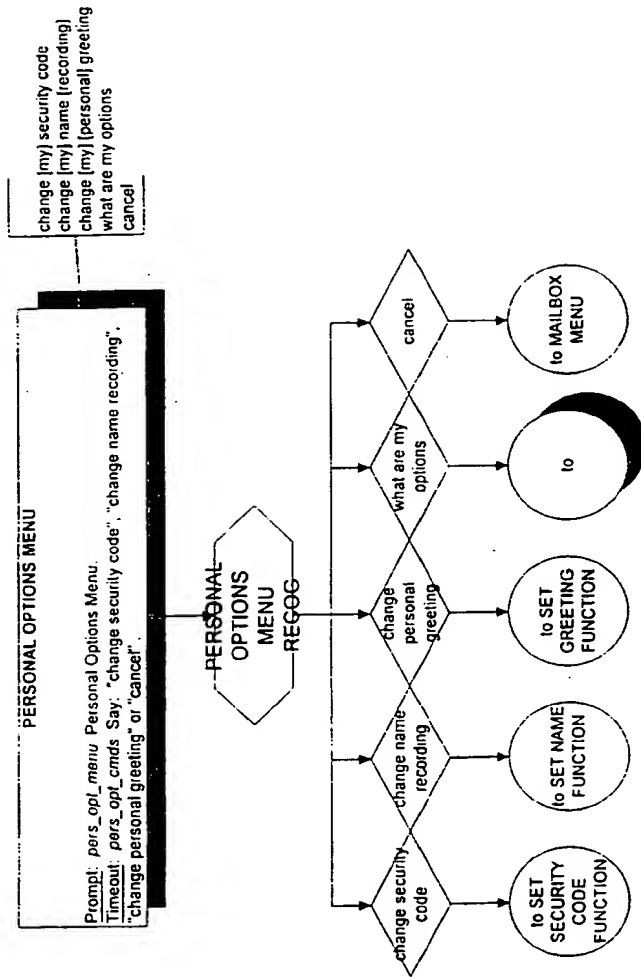 PERSONAL OPTIONS MENU
Prompt: pers_opt_menu Personal Options Menu.
Timeout: pers_opt_cmds Say: "change security code", "change name recording",
"change personal greeting" or "cancel".
change [my] security code
change [my] name [recording]
change [my] [personal] greeting
what are my options
cancel
PERSONAL
OPTIONS
MENU
REGOG
change security
code
change name
recording
change
personal
greeting
what are my
options
cancel
to SET
SECURITY
CODE
FUNCTION
to SET NAME
FUNCTION
to SET
GREETING
FUNCTION
to
to MAILBOX
MENU